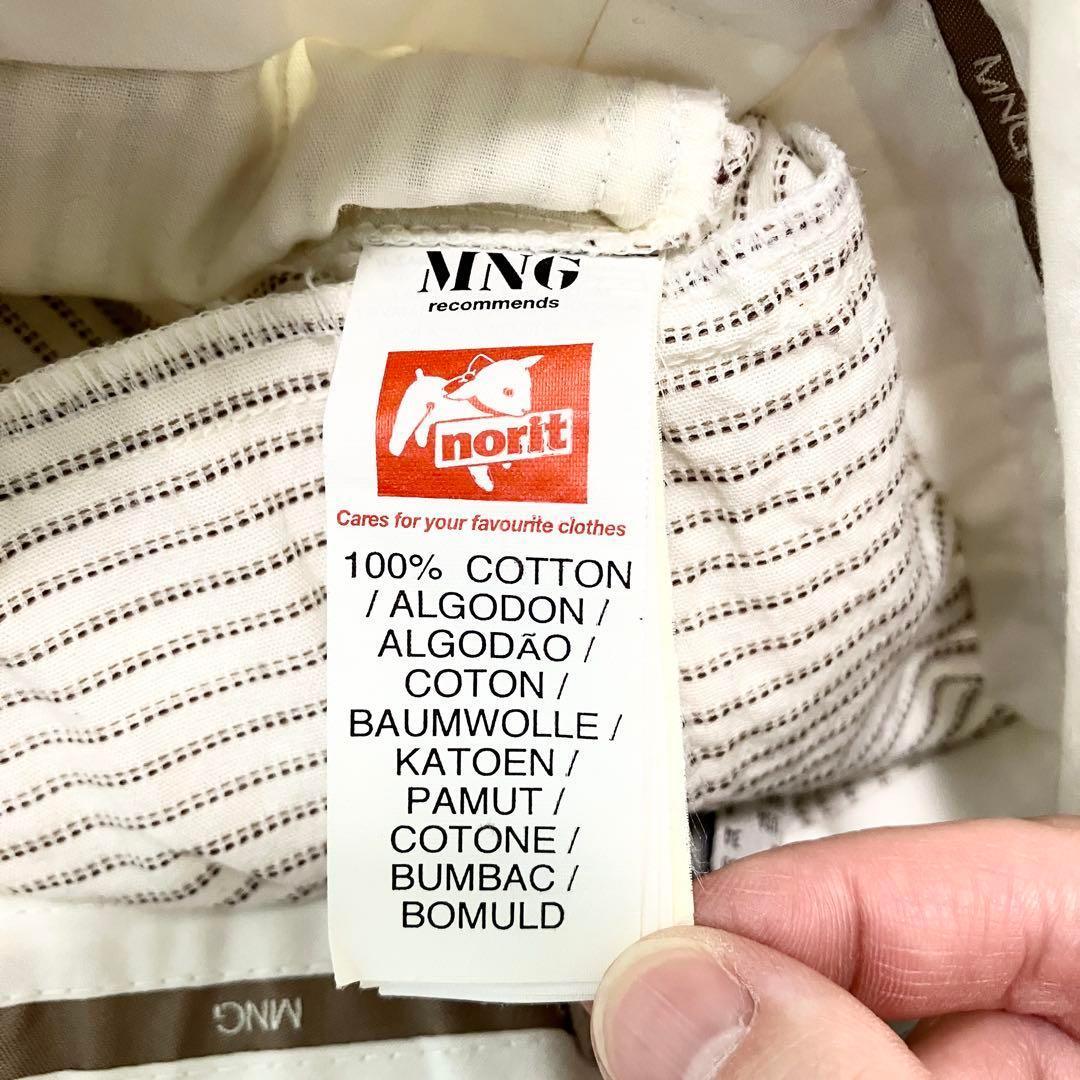 MNG
MNG
recommends
norit
Cares for your favourite clothes
100% COTTON
/ ALGODON /
ALGODÃO /
COTON /
BAUMWOLLE /
KATOEN /
PAMUT /
COTONE /
BUMBAC /
BOMULD
MNG